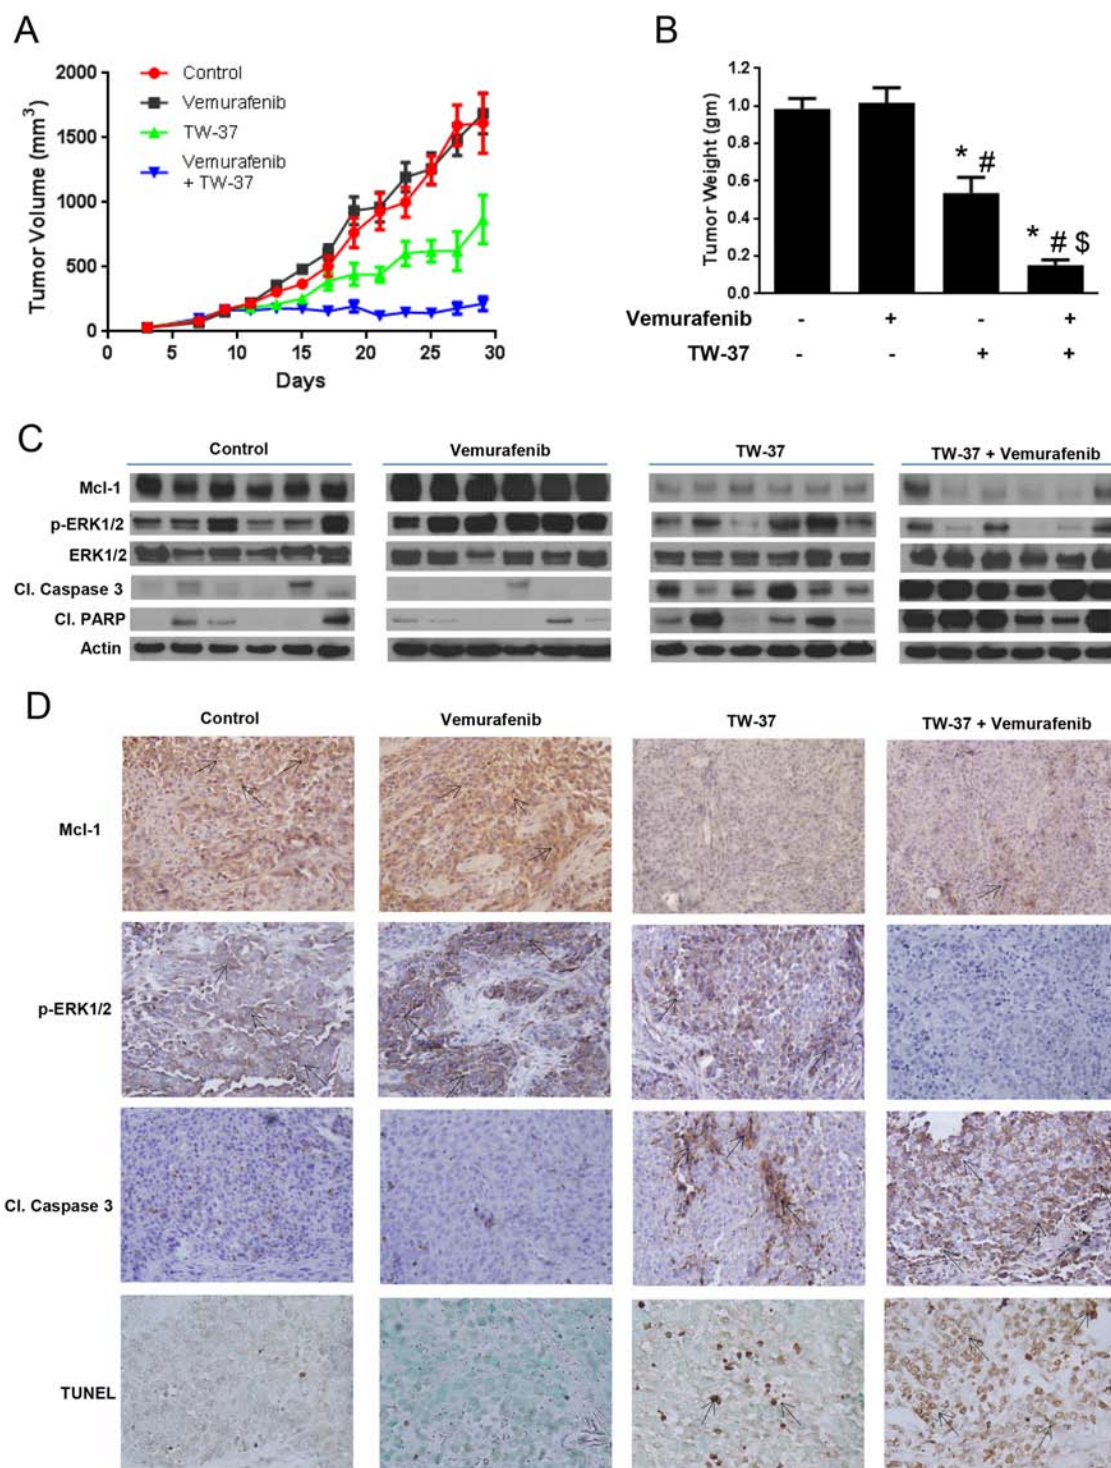 A
2000
1500
1000
500
0
Tumor Volume (mm³)
Control
Vemurafenib
TW-37
Vemurafenib
+ TW-37
0 5 10 15 20 25 30
Days
B
1.2
1.0
0.8
0.6
0.4
0.2
0.0
Tumor Weight (gm)
* #
* # $
Vemurafenib - + - +
TW-37 - - + +
C
Control Vemurafenib TW-37 TW-37 + Vemurafenib
Mcl-1
p-ERK1/2
ERK1/2
Cl. Caspase 3
Cl. PARP
Actin
D
Control Vemurafenib TW-37 TW-37 + Vemurafenib
Mcl-1
p-ERK1/2
Cl. Caspase 3
TUNEL